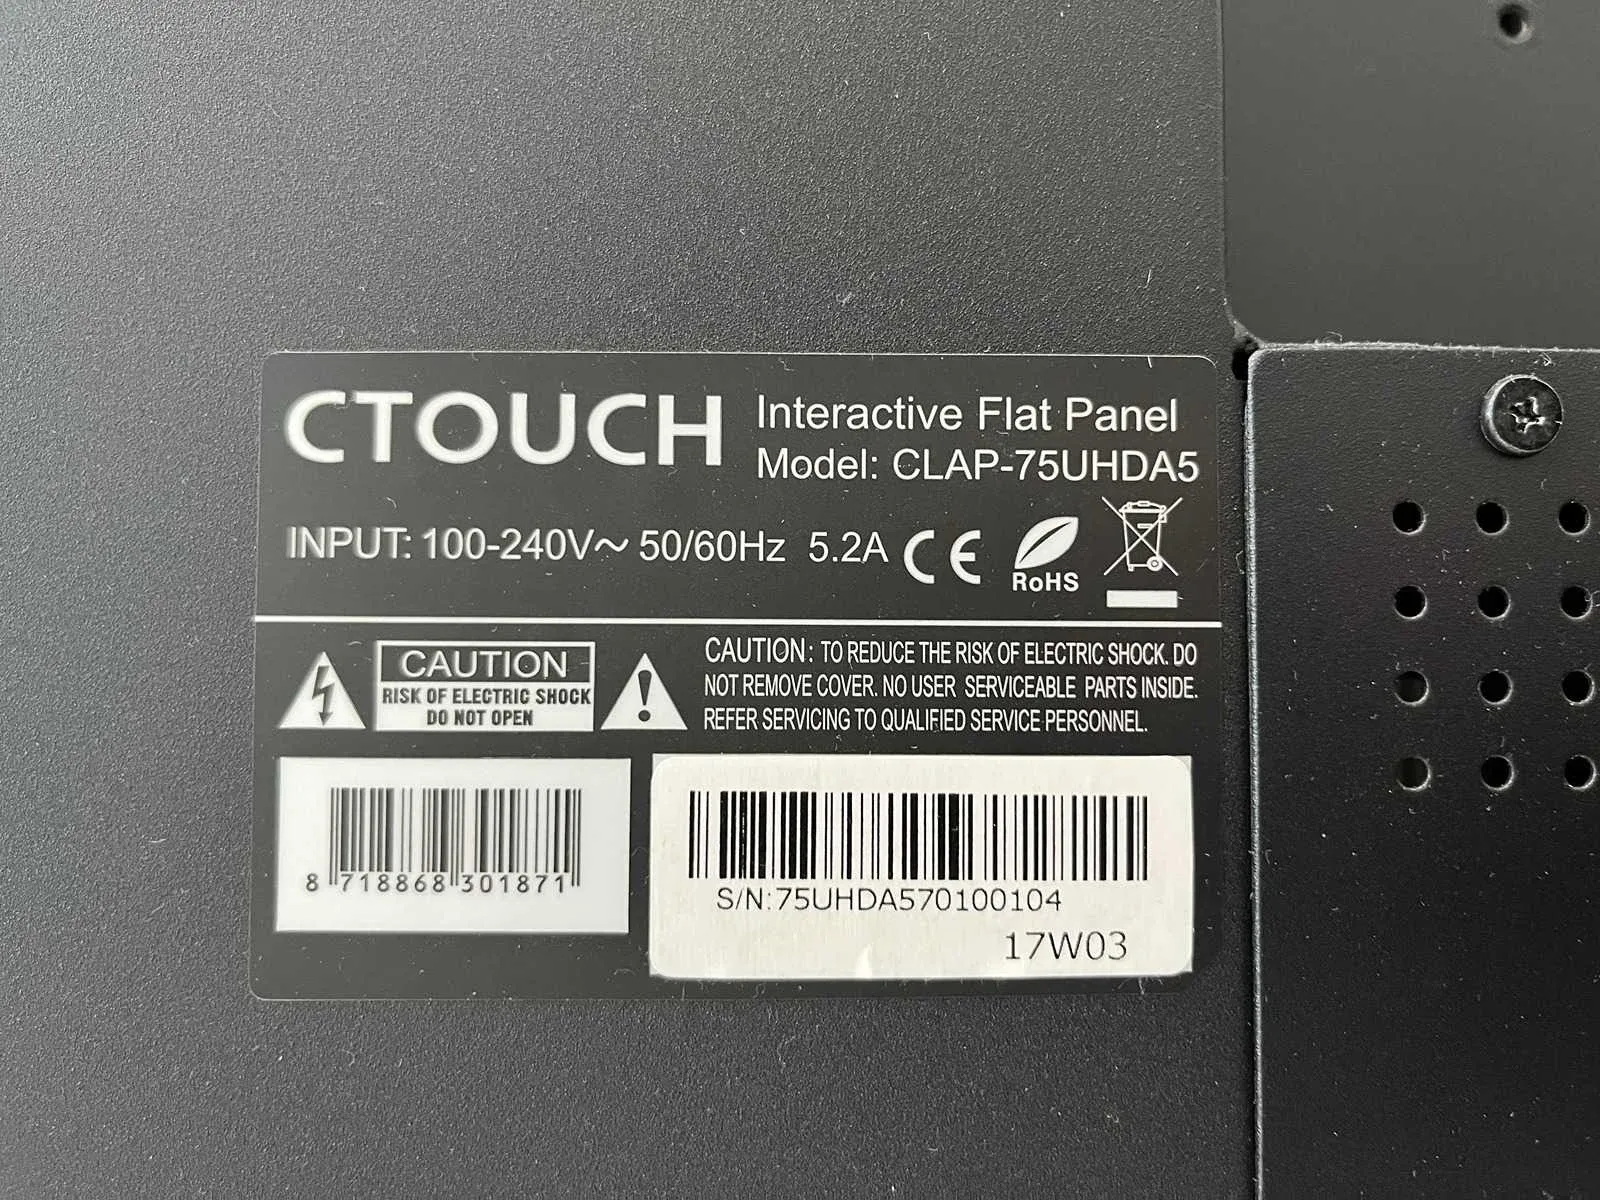 CTOUCH
Interactive Flat Panel
Model: CLAP-75UHDA5
INPUT: 100-240V~ 50/60Hz 5.2A CE
RoHS
CAUTION
RISK OF ELECTRIC SHOCK
DO NOT OPEN
CAUTION: TO REDUCE THE RISK OF ELECTRIC SHOCK. DO
NOT REMOVE COVER. NO USER SERVICEABLE PARTS INSIDE.
REFER SERVICING TO QUALIFIED SERVICE PERSONNEL.
8 718868 301871
S/N:75UHDA570100104
17W03